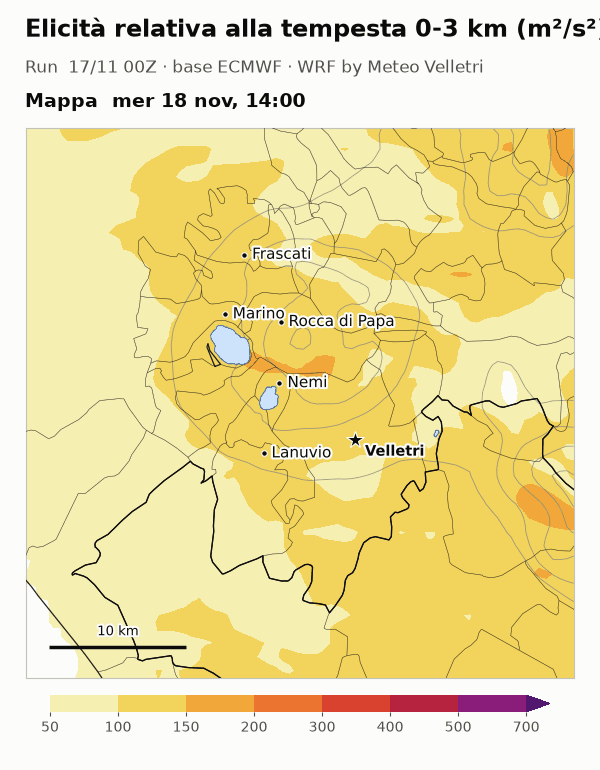 Elicità relativa alla tempesta 0-3 km (m²/s²)
Run 17/11 00Z · base ECMWF · WRF by Meteo Velletri
Mappa mer 18 nov, 14:00
Frascati
Marino
Rocca di Papa
Nemi
Velletri
Lanuvio
10 km
50 100 150 200 300 400 500 700